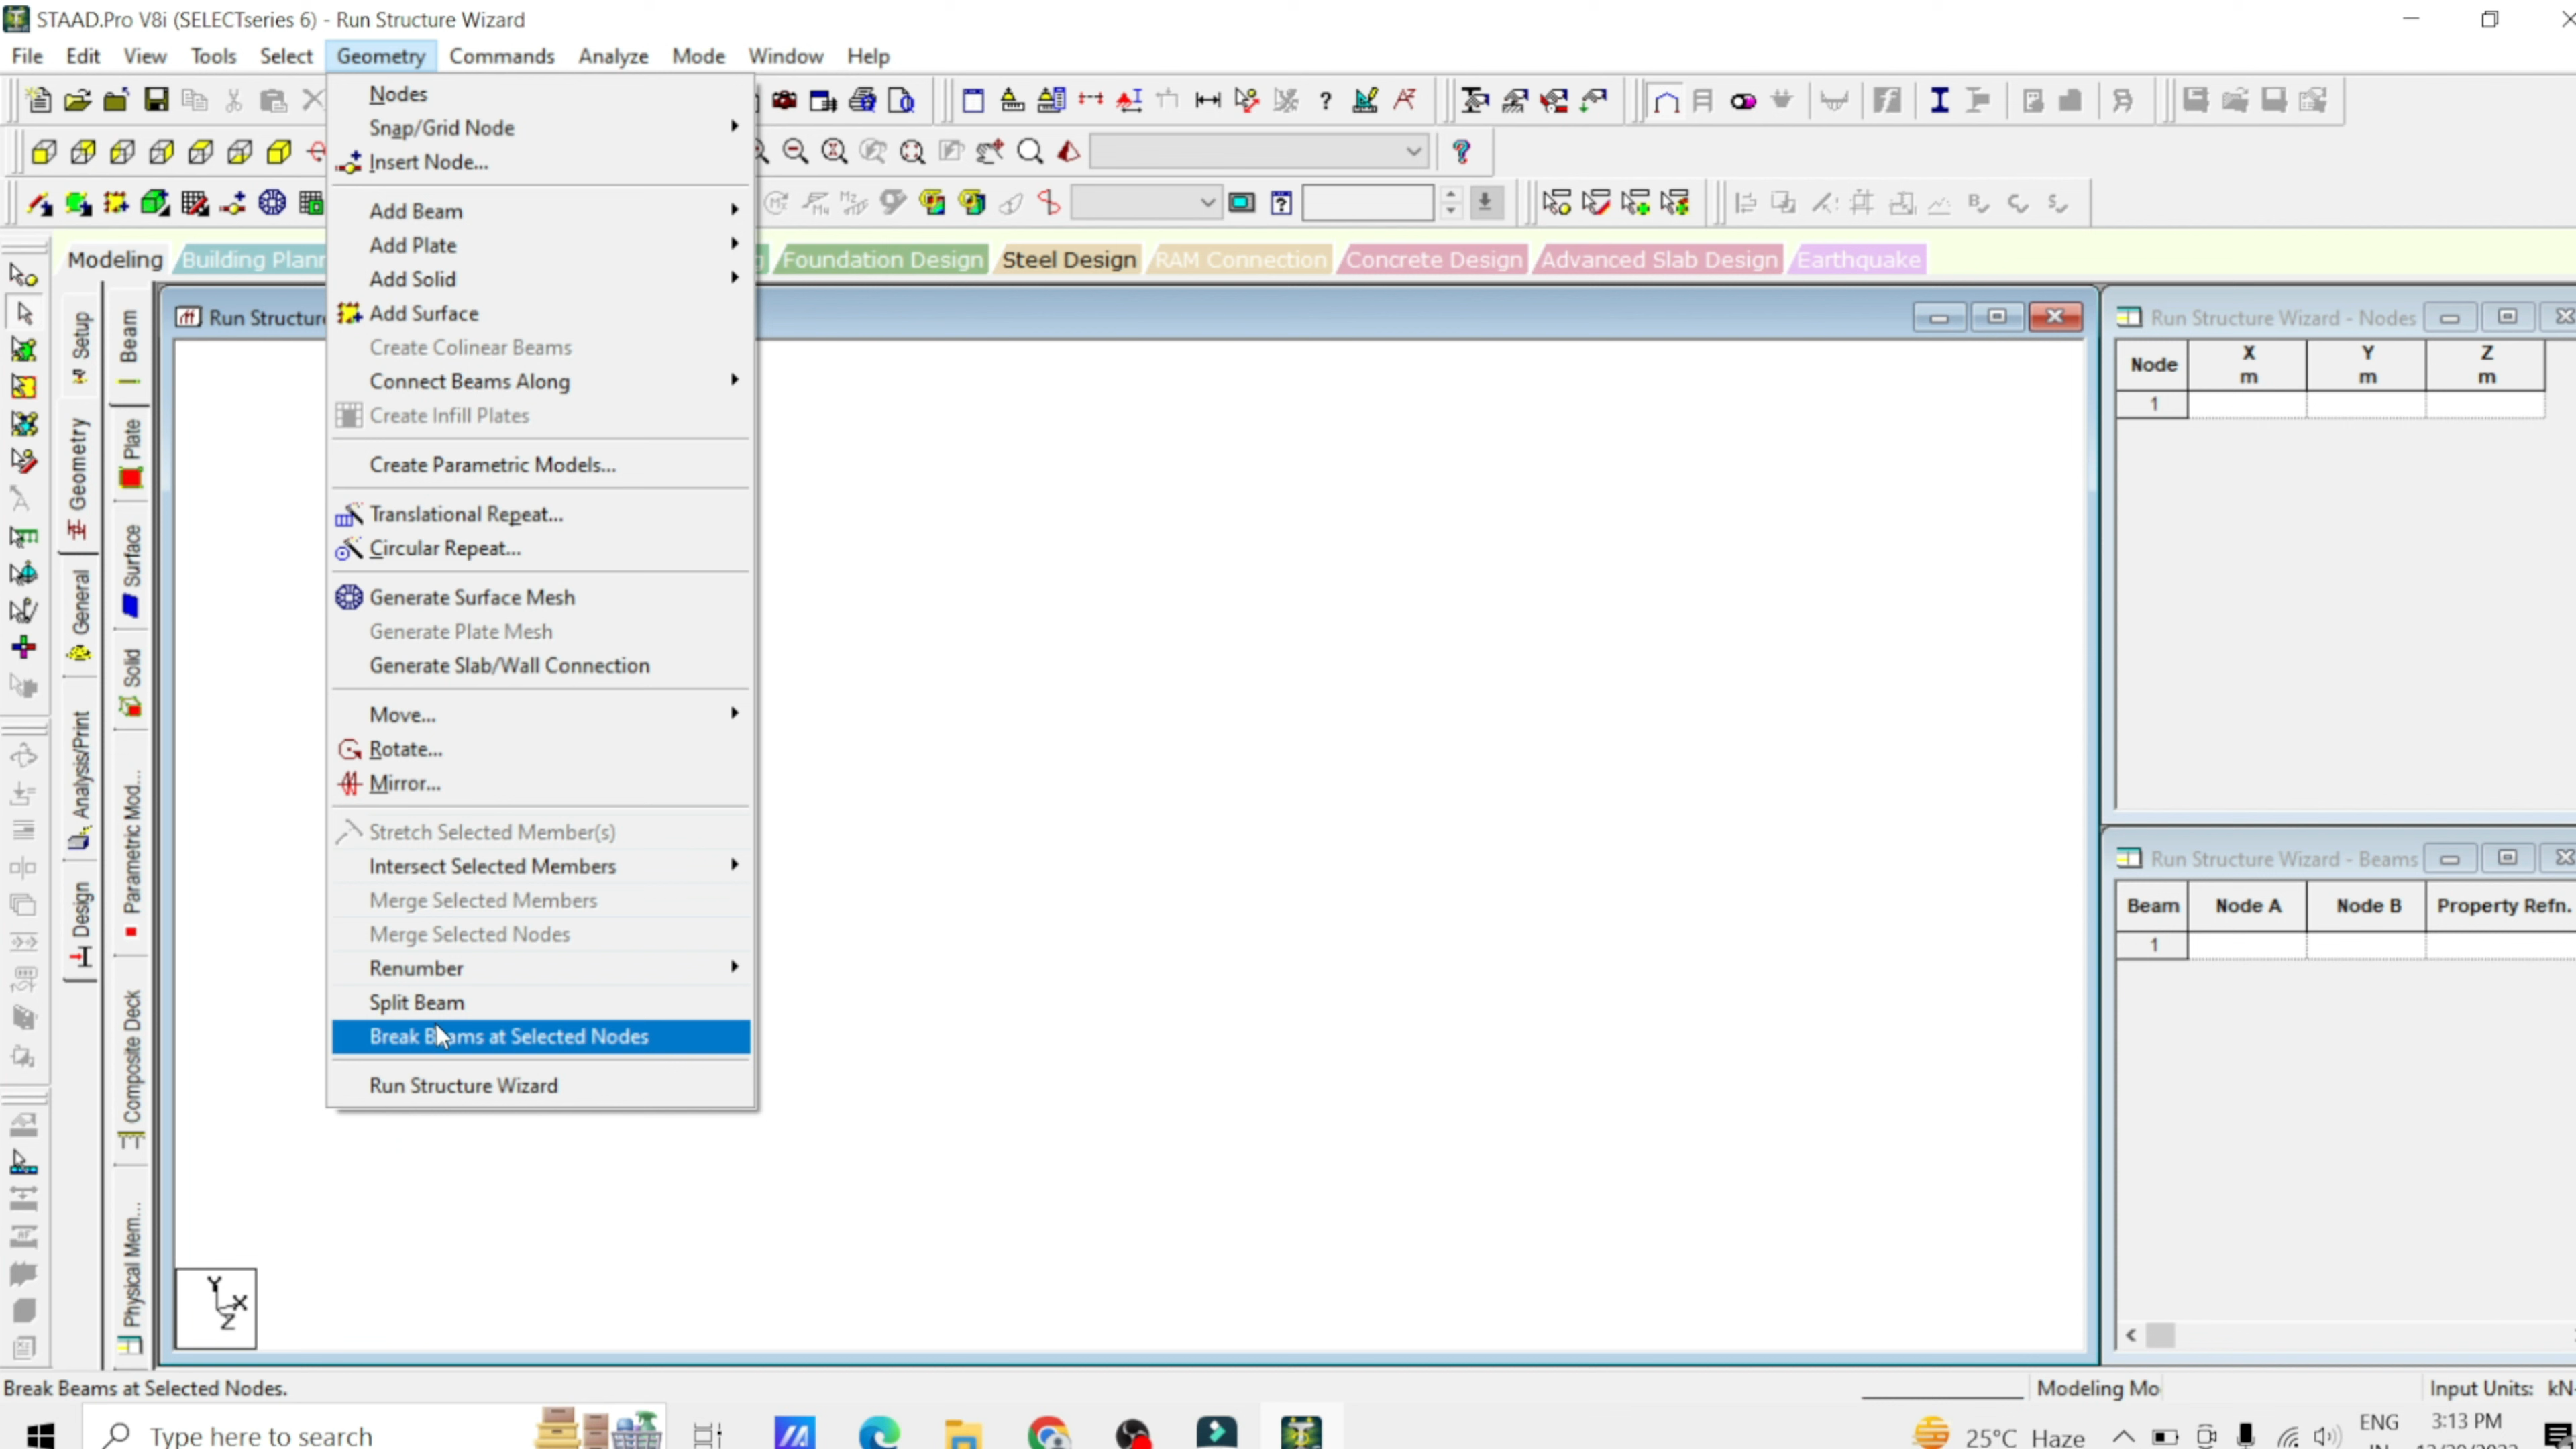 STAAD.Pro V8i (SELECTseries 6) - Run Structure Wizard
File Edit View Tools Select Geometry Commands Analyze Mode Window Help
Nodes
Snap/Grid Node
Insert Node...
Add Beam
Add Plate
Add Solid
Add Surface
Create Colinear Beams
Connect Beams Along
Create Infill Plates
Create Parametric Models...
Translational Repeat...
Circular Repeat...
Generate Surface Mesh
Generate Plate Mesh
Generate Slab/Wall Connection
Move...
Rotate...
Mirror...
Stretch Selected Member(s)
Intersect Selected Members
Merge Selected Members
Merge Selected Nodes
Renumber
Split Beam
Break Beams at Selected Nodes
Run Structure Wizard
Modeling Building Plann Foundation Design Steel Design RAM Connection Concrete Design Advanced Slab Design Earthquake
Setup
Geometry
General
Analysis/Print
Design
Beam
Plate
Surface
Solid
Parametric Mod...
Composite Deck
Physical Mem...
Run Structure
Y
X
Z
Run Structure Wizard - Nodes
Node X m Y m Z m
1
Run Structure Wizard - Beams
Beam Node A Node B Property Refn.
1
Break Beams at Selected Nodes.
Modeling Mo
Input Units: kN
Type here to search
25°C Haze
ENG
3:13 PM